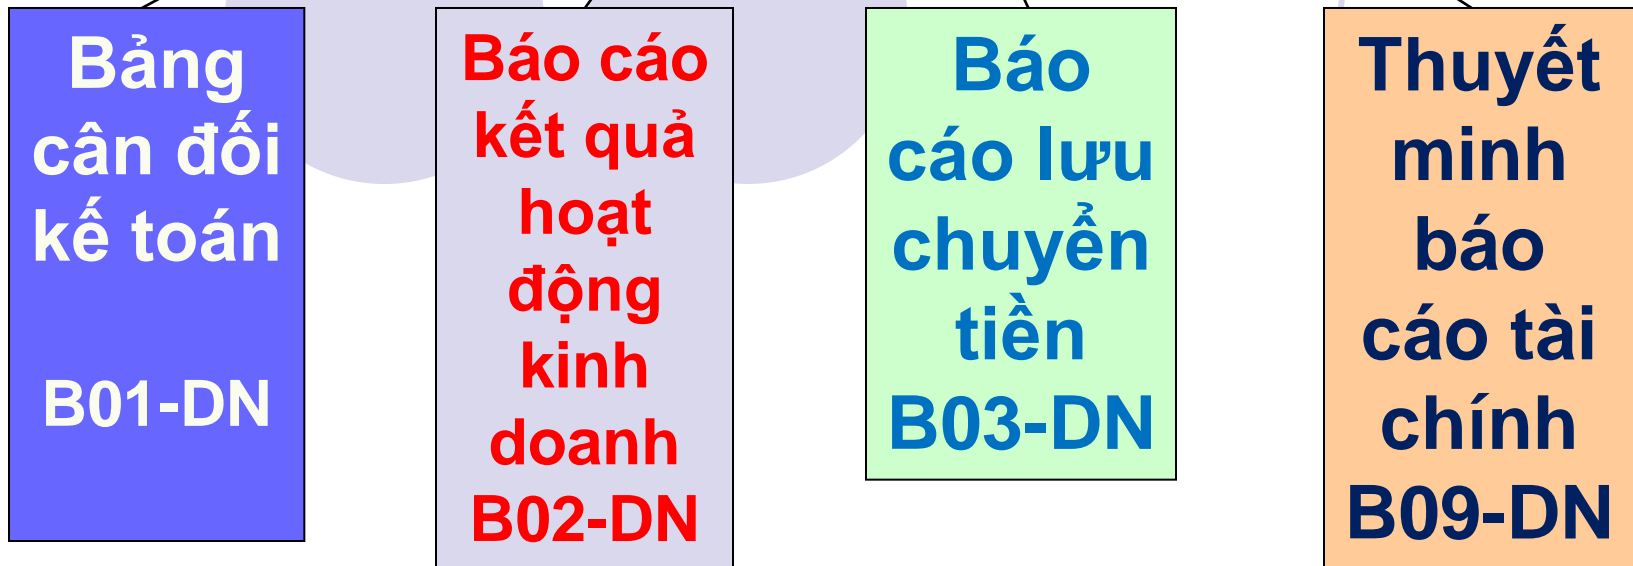 Bảng
cân đối
kế toán
B01-DN
Báo cáo
kết quả
hoạt
động
kinh
doanh
B02-DN
Báo
cáo lưu
chuyển
tiền
B03-DN
Thuyết
minh
báo
cáo tài
chính
B09-DN